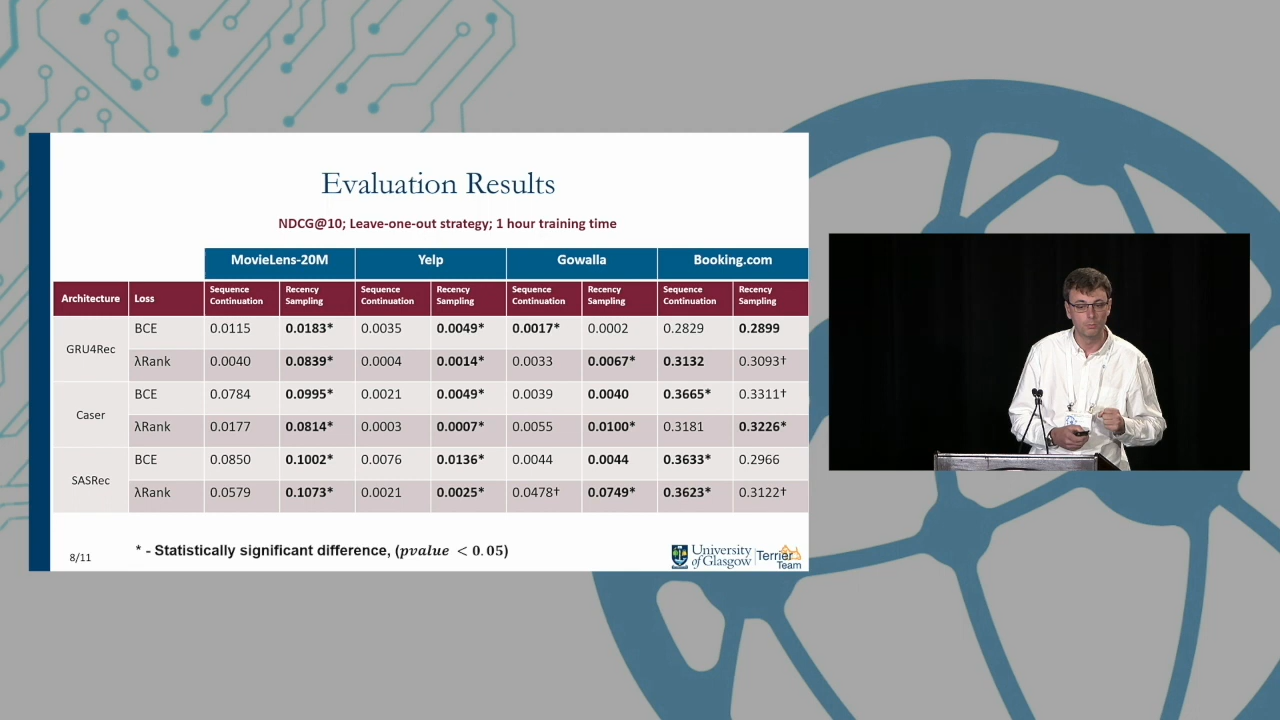 Evaluation Results
NDCG@10; Leave-one-out strategy; 1 hour training time
MovieLens-20M Yelp Gowalla Booking.com
Architecture Loss Sequence Continuation Recency Sampling Sequence Continuation Recency Sampling Sequence Continuation Recency Sampling Sequence Continuation Recency Sampling
GRU4Rec BCE 0.0115 0.0183* 0.0035 0.0049* 0.0017* 0.0002 0.2829 0.2899
λRank 0.0040 0.0839* 0.0004 0.0014* 0.0033 0.0067* 0.3132 0.3093†
Caser BCE 0.0784 0.0995* 0.0021 0.0049* 0.0039 0.0040 0.3665* 0.3311†
λRank 0.0177 0.0814* 0.0003 0.0007* 0.0055 0.0100* 0.3181 0.3226*
SASRec BCE 0.0850 0.1002* 0.0076 0.0136* 0.0044 0.0044 0.3633* 0.2966
λRank 0.0579 0.1073* 0.0021 0.0025* 0.0478† 0.0749* 0.3623* 0.3122†
* - Statistically significant difference, (pvalue < 0.05)
8/11
University of Glasgow
Terrier Team